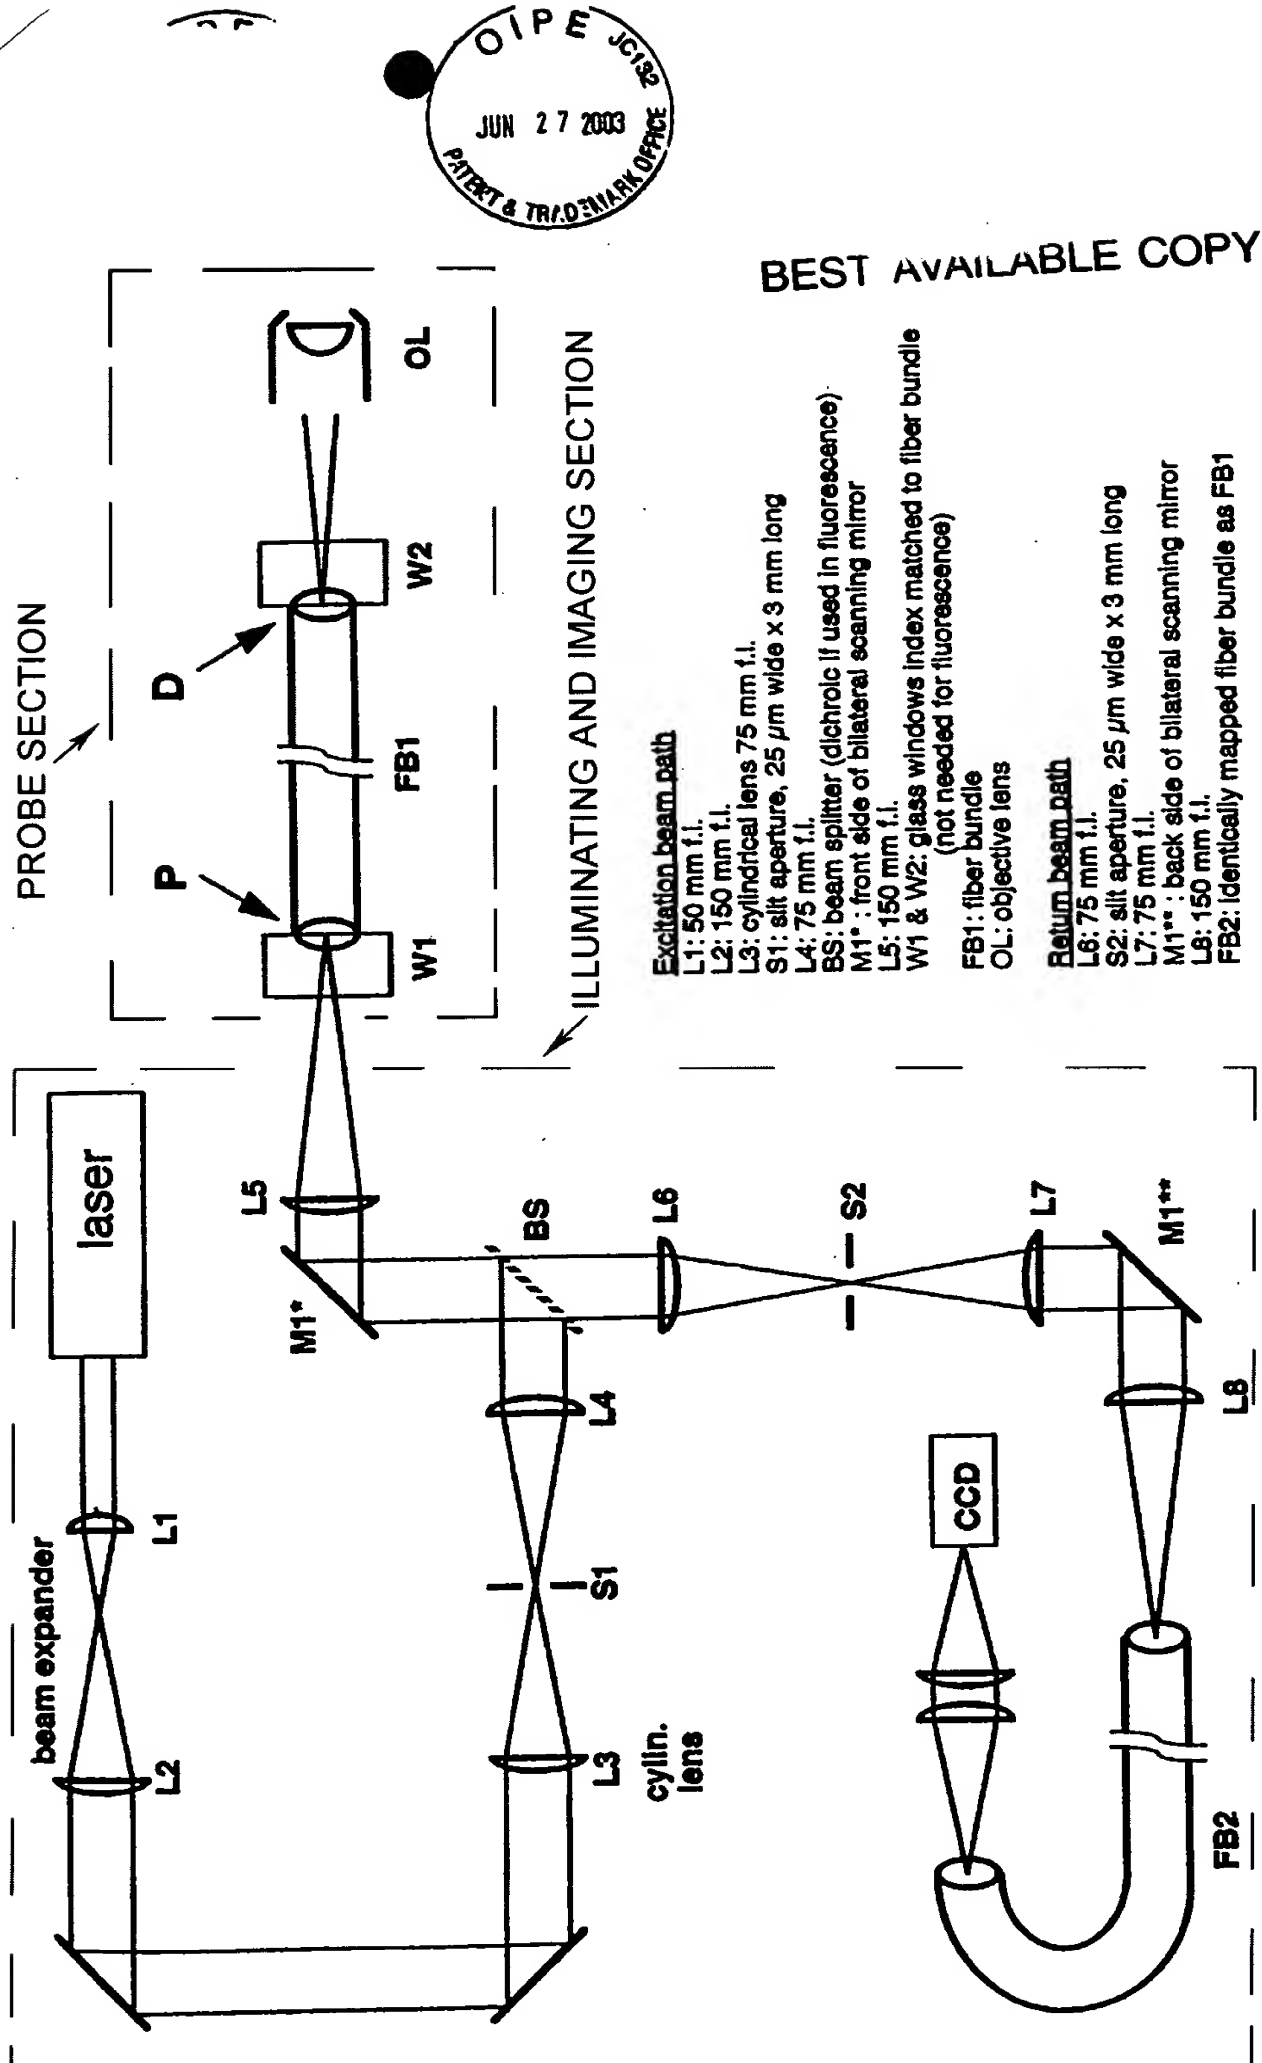 OIPE JC132
JUN 27 2003
PATENT & TRADEMARK OFFICE
BEST AVAILABLE COPY
PROBE SECTION
P
D
W1
FB1
W2
OL
ILLUMINATING AND IMAGING SECTION
laser
beam expander
L2
L1
M1*
L5
cylin.
lens
L3
S1
L4
BS
L6
S2
L7
M1**
L8
CCD
FB2
Excitation beam path
L1: 50 mm f.l.
L2: 150 mm f.l.
L3: cylindrical lens 75 mm f.l.
S1: slit aperture, 25 μm wide x 3 mm long
L4: 75 mm f.l.
BS: beam splitter (dichroic if used in fluorescence)
M1* : front side of bilateral scanning mirror
L5: 150 mm f.l.
W1 & W2: glass windows index matched to fiber bundle
(not needed for fluorescence)
FB1: fiber bundle
OL: objective lens
Return beam path
L6: 75 mm f.l.
S2: slit aperture, 25 μm wide x 3 mm long
L7: 75 mm f.l.
M1** : back side of bilateral scanning mirror
L8: 150 mm f.l.
FB2: identically mapped fiber bundle as FB1